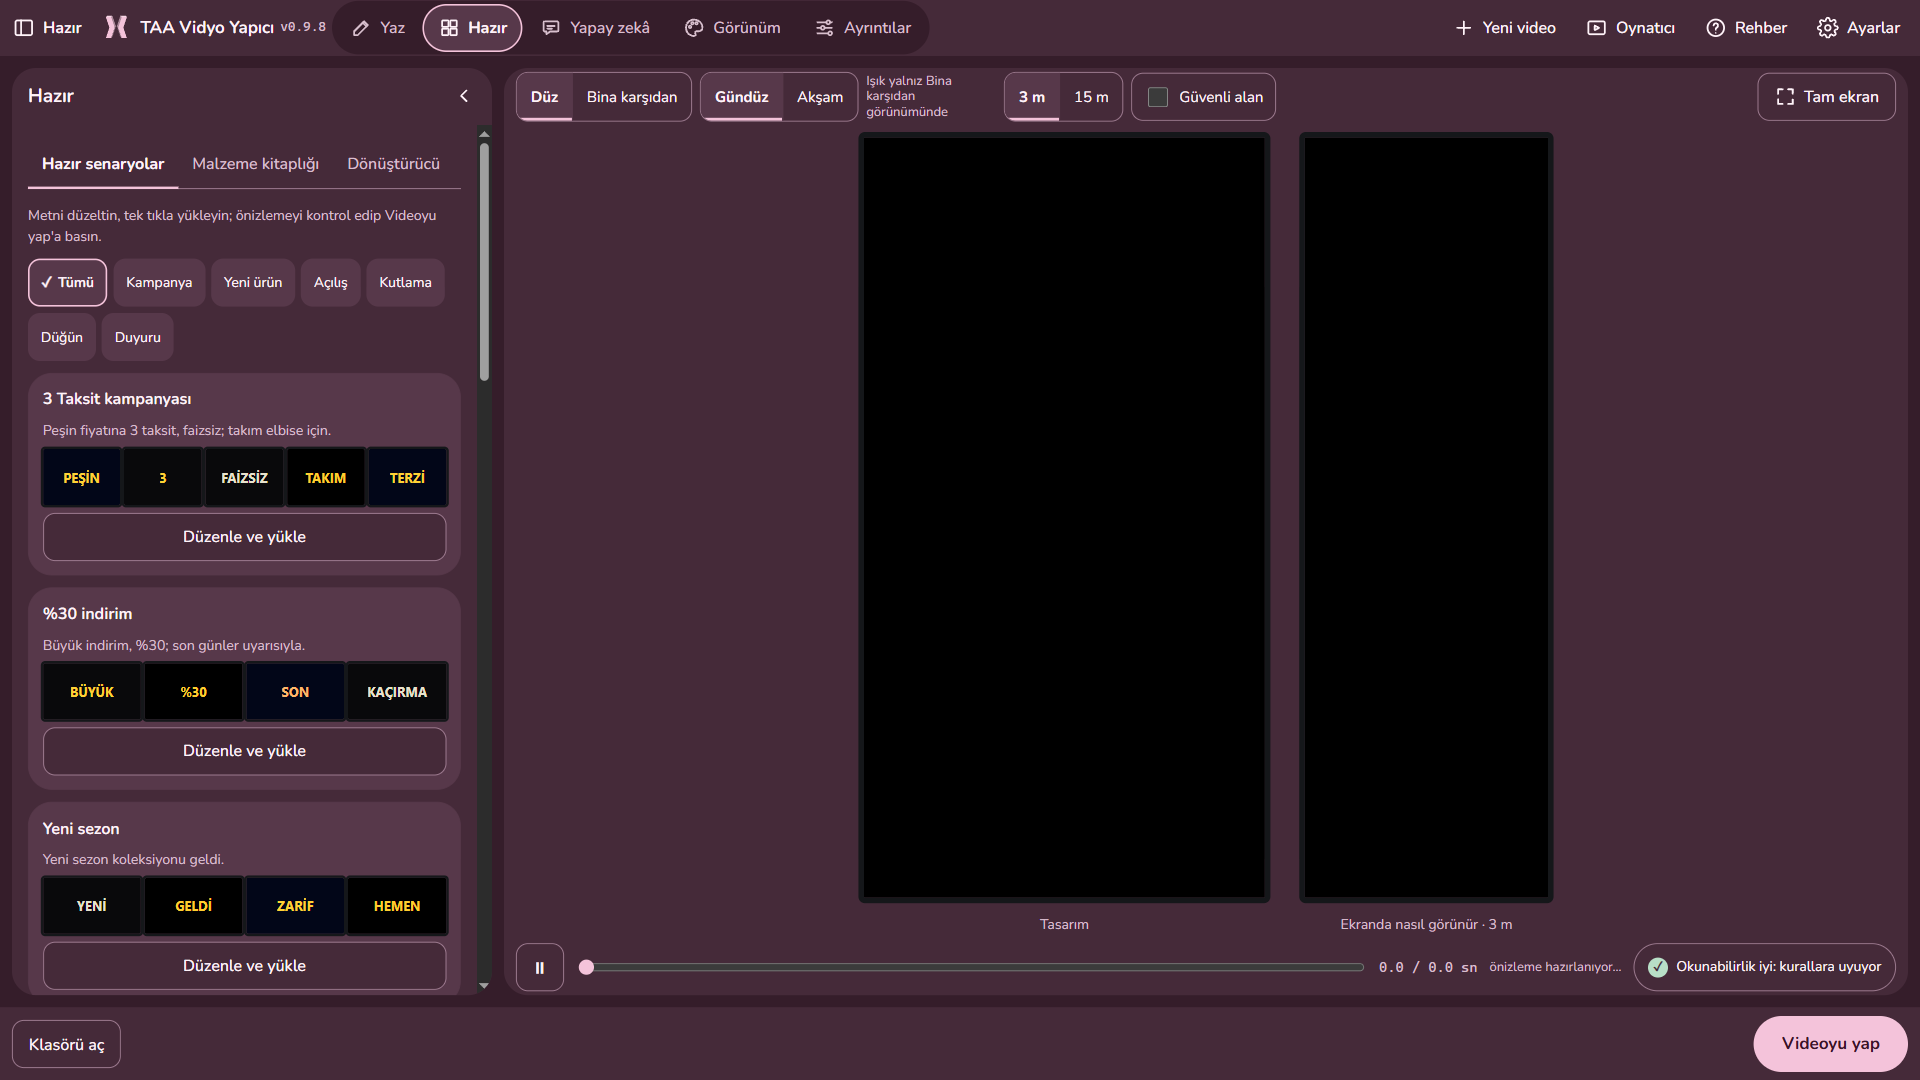 Hazır
TAA Vidyo Yapıcı v0.9.8
Yaz
Hazır
Yapay zekâ
Görünüm
Ayrıntılar
Yeni video
Oynatıcı
Rehber
Ayarlar
Hazır
Hazır senaryolar
Malzeme kitaplığı
Dönüştürücü
Metni düzeltin, tek tıkla yükleyin; önizlemeyi kontrol edip Videoyu
yap'a basın.
✓ Tümü
Kampanya
Yeni ürün
Açılış
Kutlama
Düğün
Duyuru
3 Taksit kampanyası
Peşin fiyatına 3 taksit, faizsiz; takım elbise için.
PEŞİN
3
FAİZSİZ
TAKIM
TERZİ
Düzenle ve yükle
%30 indirim
Büyük indirim, %30; son günler uyarısıyla.
BÜYÜK
%30
SON
KAÇIRMA
Düzenle ve yükle
Yeni sezon
Yeni sezon koleksiyonu geldi.
YENİ
GELDİ
ZARİF
HEMEN
Düzenle ve yükle
Düz
Bina karşıdan
Gündüz
Akşam
Işık yalnız Bina
karşıdan
görünümünde
3 m
15 m
Güvenli alan
Tam ekran
Tasarım
Ekranda nasıl görünür · 3 m
0.0 / 0.0 sn
önizleme hazırlanıyor...
Okunabilirlik iyi: kurallara uyuyor
Klasörü aç
Videoyu yap